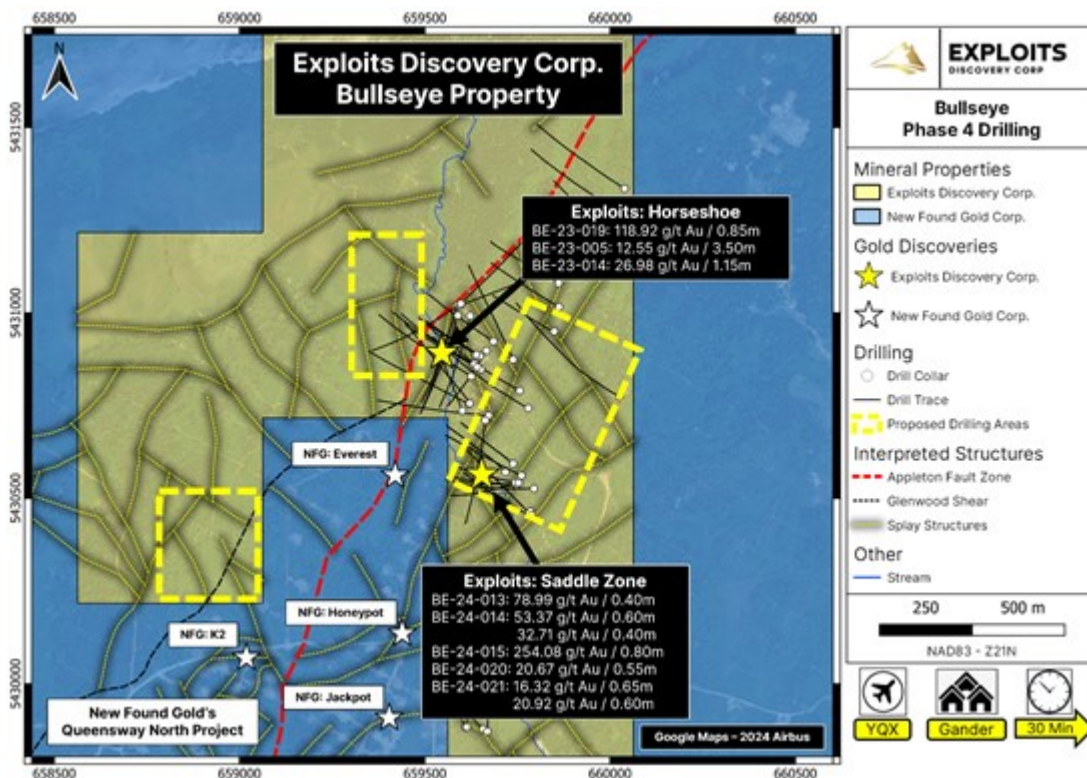 658500 659000 659500 660000 660500
N
Exploits Discovery Corp.
Bullseye Property
5431500
5431000
5430500
5430000
Exploits: Horseshoe
BE-23-019: 118.92 g/t Au / 0.85m
BE-23-005: 12.55 g/t Au / 3.50m
BE-23-014: 26.98 g/t Au / 1.15m
NFG: Everest
Exploits: Saddle Zone
BE-24-013: 78.99 g/t Au / 0.40m
BE-24-014: 53.37 g/t Au / 0.60m
32.71 g/t Au / 0.40m
BE-24-015: 254.08 g/t Au / 0.80m
BE-24-020: 20.67 g/t Au / 0.55m
BE-24-021: 16.32 g/t Au / 0.65m
20.92 g/t Au / 0.60m
NFG: Honeypot
NFG: K2
NFG: Jackpot
New Found Gold's
Queensway North Project
Google Maps - 2024 Airbus
658500 659000 659500 660000 660500
EXPLOITS
DISCOVERY CORP
Bullseye
Phase 4 Drilling
Mineral Properties
Exploits Discovery Corp.
New Found Gold Corp.
Gold Discoveries
Exploits Discovery Corp.
New Found Gold Corp.
Drilling
Drill Collar
Drill Trace
Proposed Drilling Areas
Interpreted Structures
Appleton Fault Zone
Glenwood Shear
Splay Structures
Other
Stream
250 500 m
NAD83 - Z21N
YQX Gander 30 Min